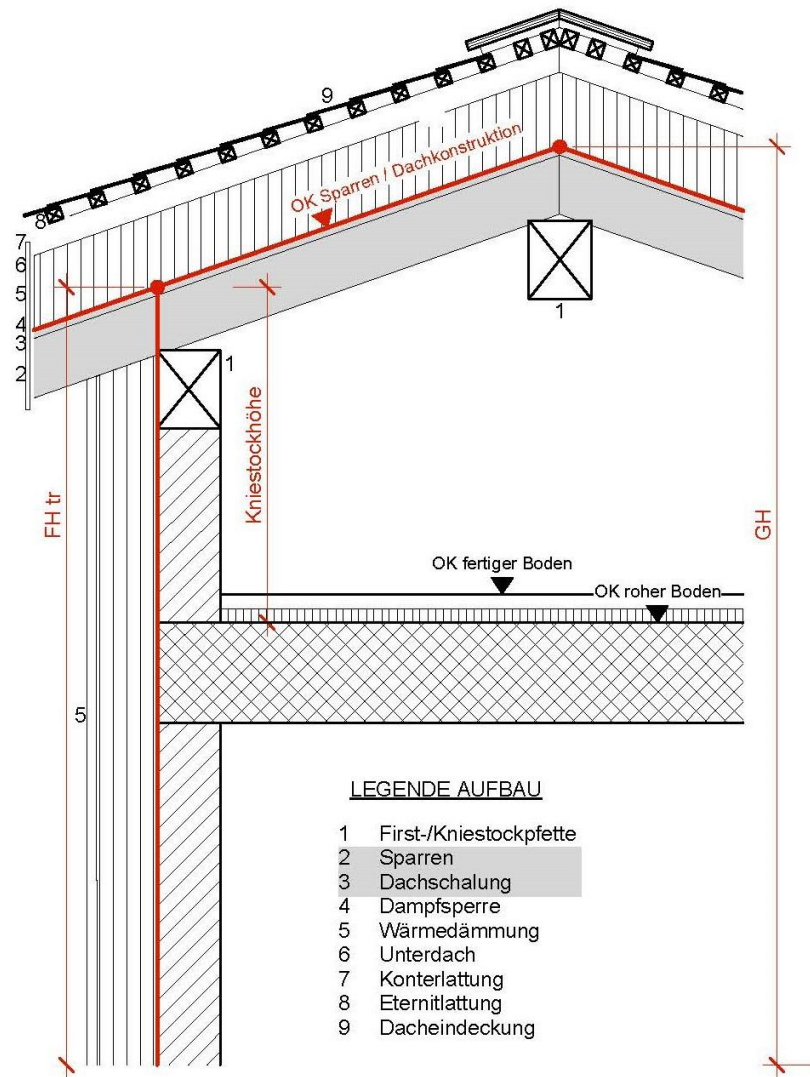 9
OK Sparren / Dachkonstruktion
8
7
6
5
4
3
2
1
1
FH tr
Kniestockhöhe
GH
OK fertiger Boden
OK roher Boden
5
LEGENDE AUFBAU
1 First-/Kniestockpfette
2 Sparren
3 Dachschalung
4 Dampfsperre
5 Wärmedämmung
6 Unterdach
7 Konterlattung
8 Eternitlattung
9 Dacheindeckung